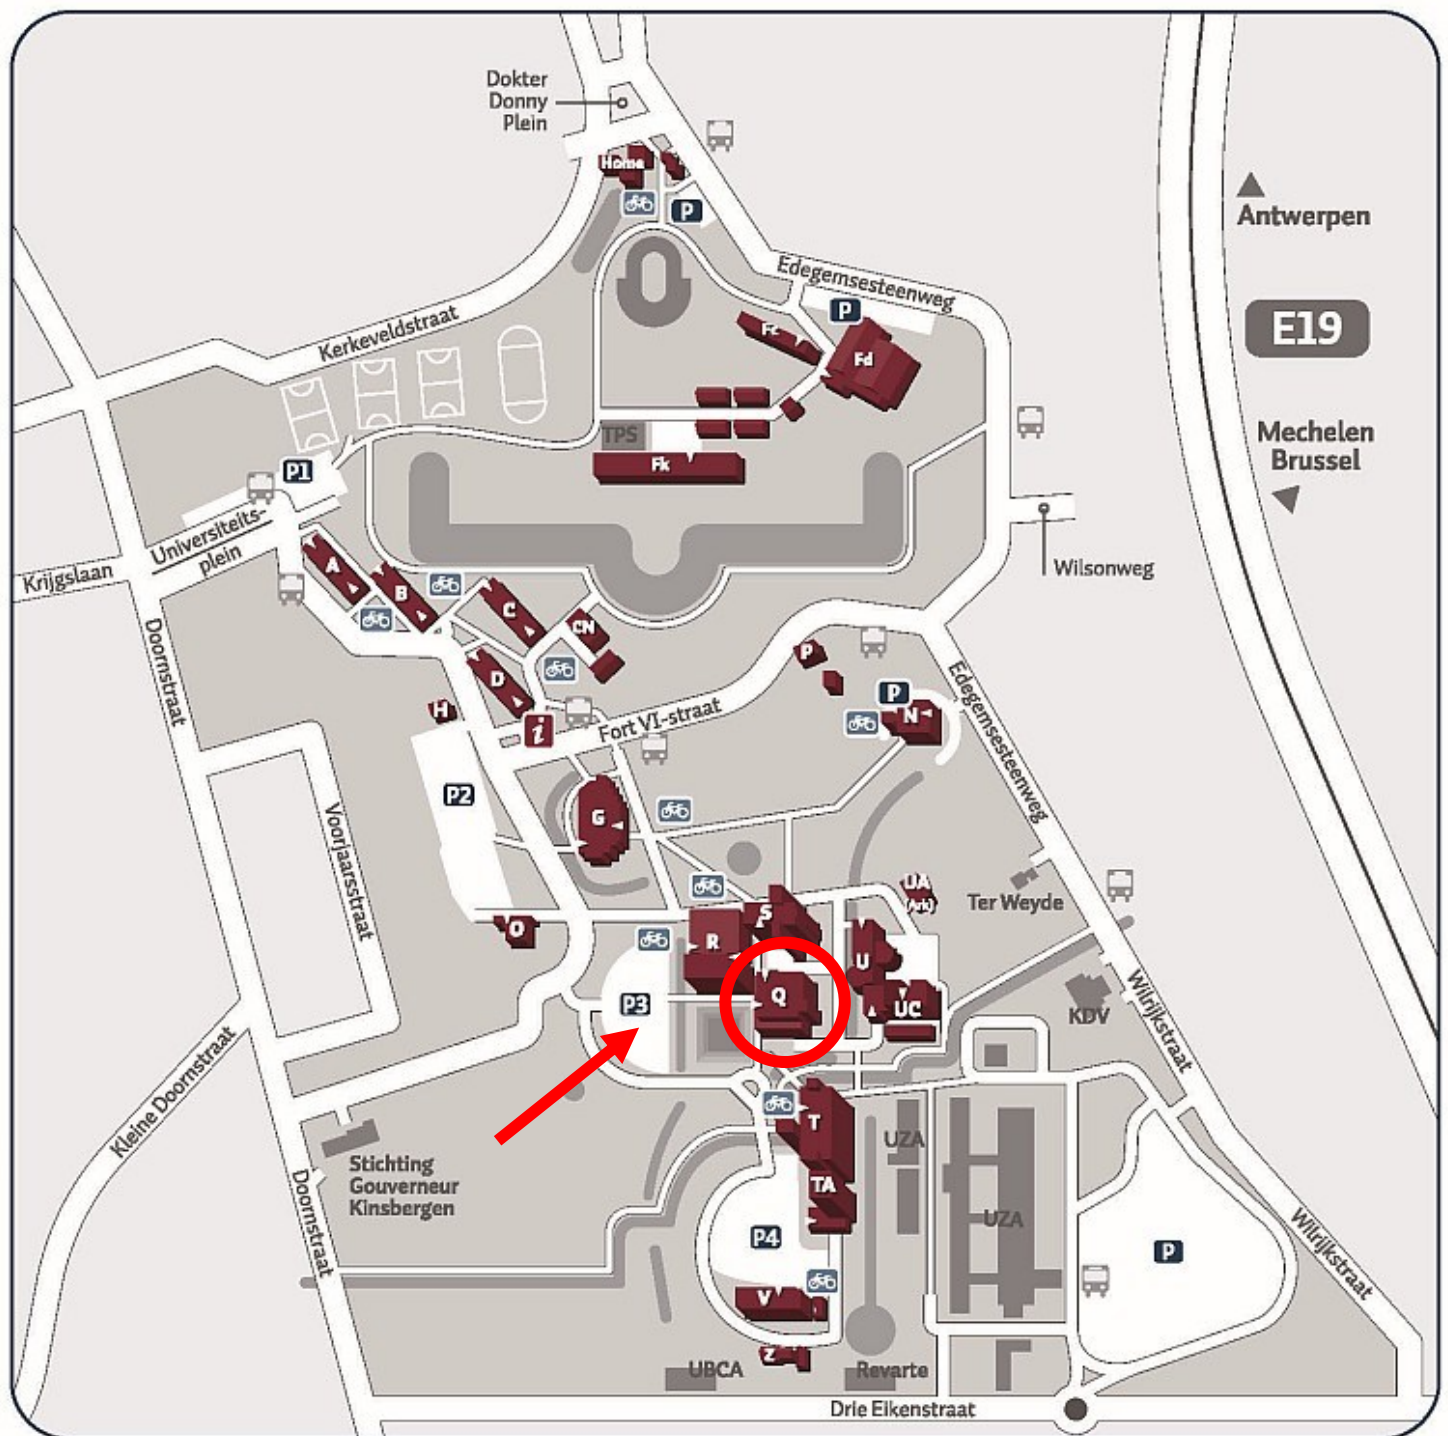 Dokter
Donny
Plein
Home
P
Antwerpen
Edegemsesteenweg
P
E19
Kerkeveldstraat
Fc
Fd
TPS
Fk
Mechelen
Brussel
P1
Universiteits-
plein
Krijgslaan
Wilsonweg
A
B
C
CN
D
H
i
Fort VI-straat
P
P
N
Doornstraat
Edegemsesteenweg
P2
G
Voorjaarsstraat
UA
(Ark)
Ter Weyde
O
R
S
U
Q
UC
P3
KDV
Wilrijkstraat
Kleine Doornstraat
T
UZA
Stichting
Gouverneur
Kinsbergen
TA
UZA
Doornstraat
P4
P
Wilrijkstraat
V
Z
UBCA
Revarte
Drie Eikenstraat